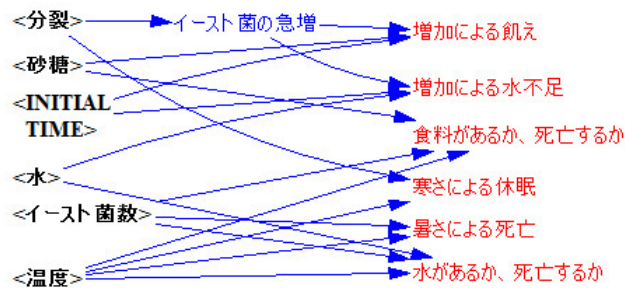 <分裂>
イースト菌の急増
増加による飢え
<砂糖>
<INITIAL
TIME>
増加による水不足
食料があるか、死亡するか
<水>
寒さによる休眠
<イースト菌数>
暑さによる死亡
<温度>
水があるか、死亡するか